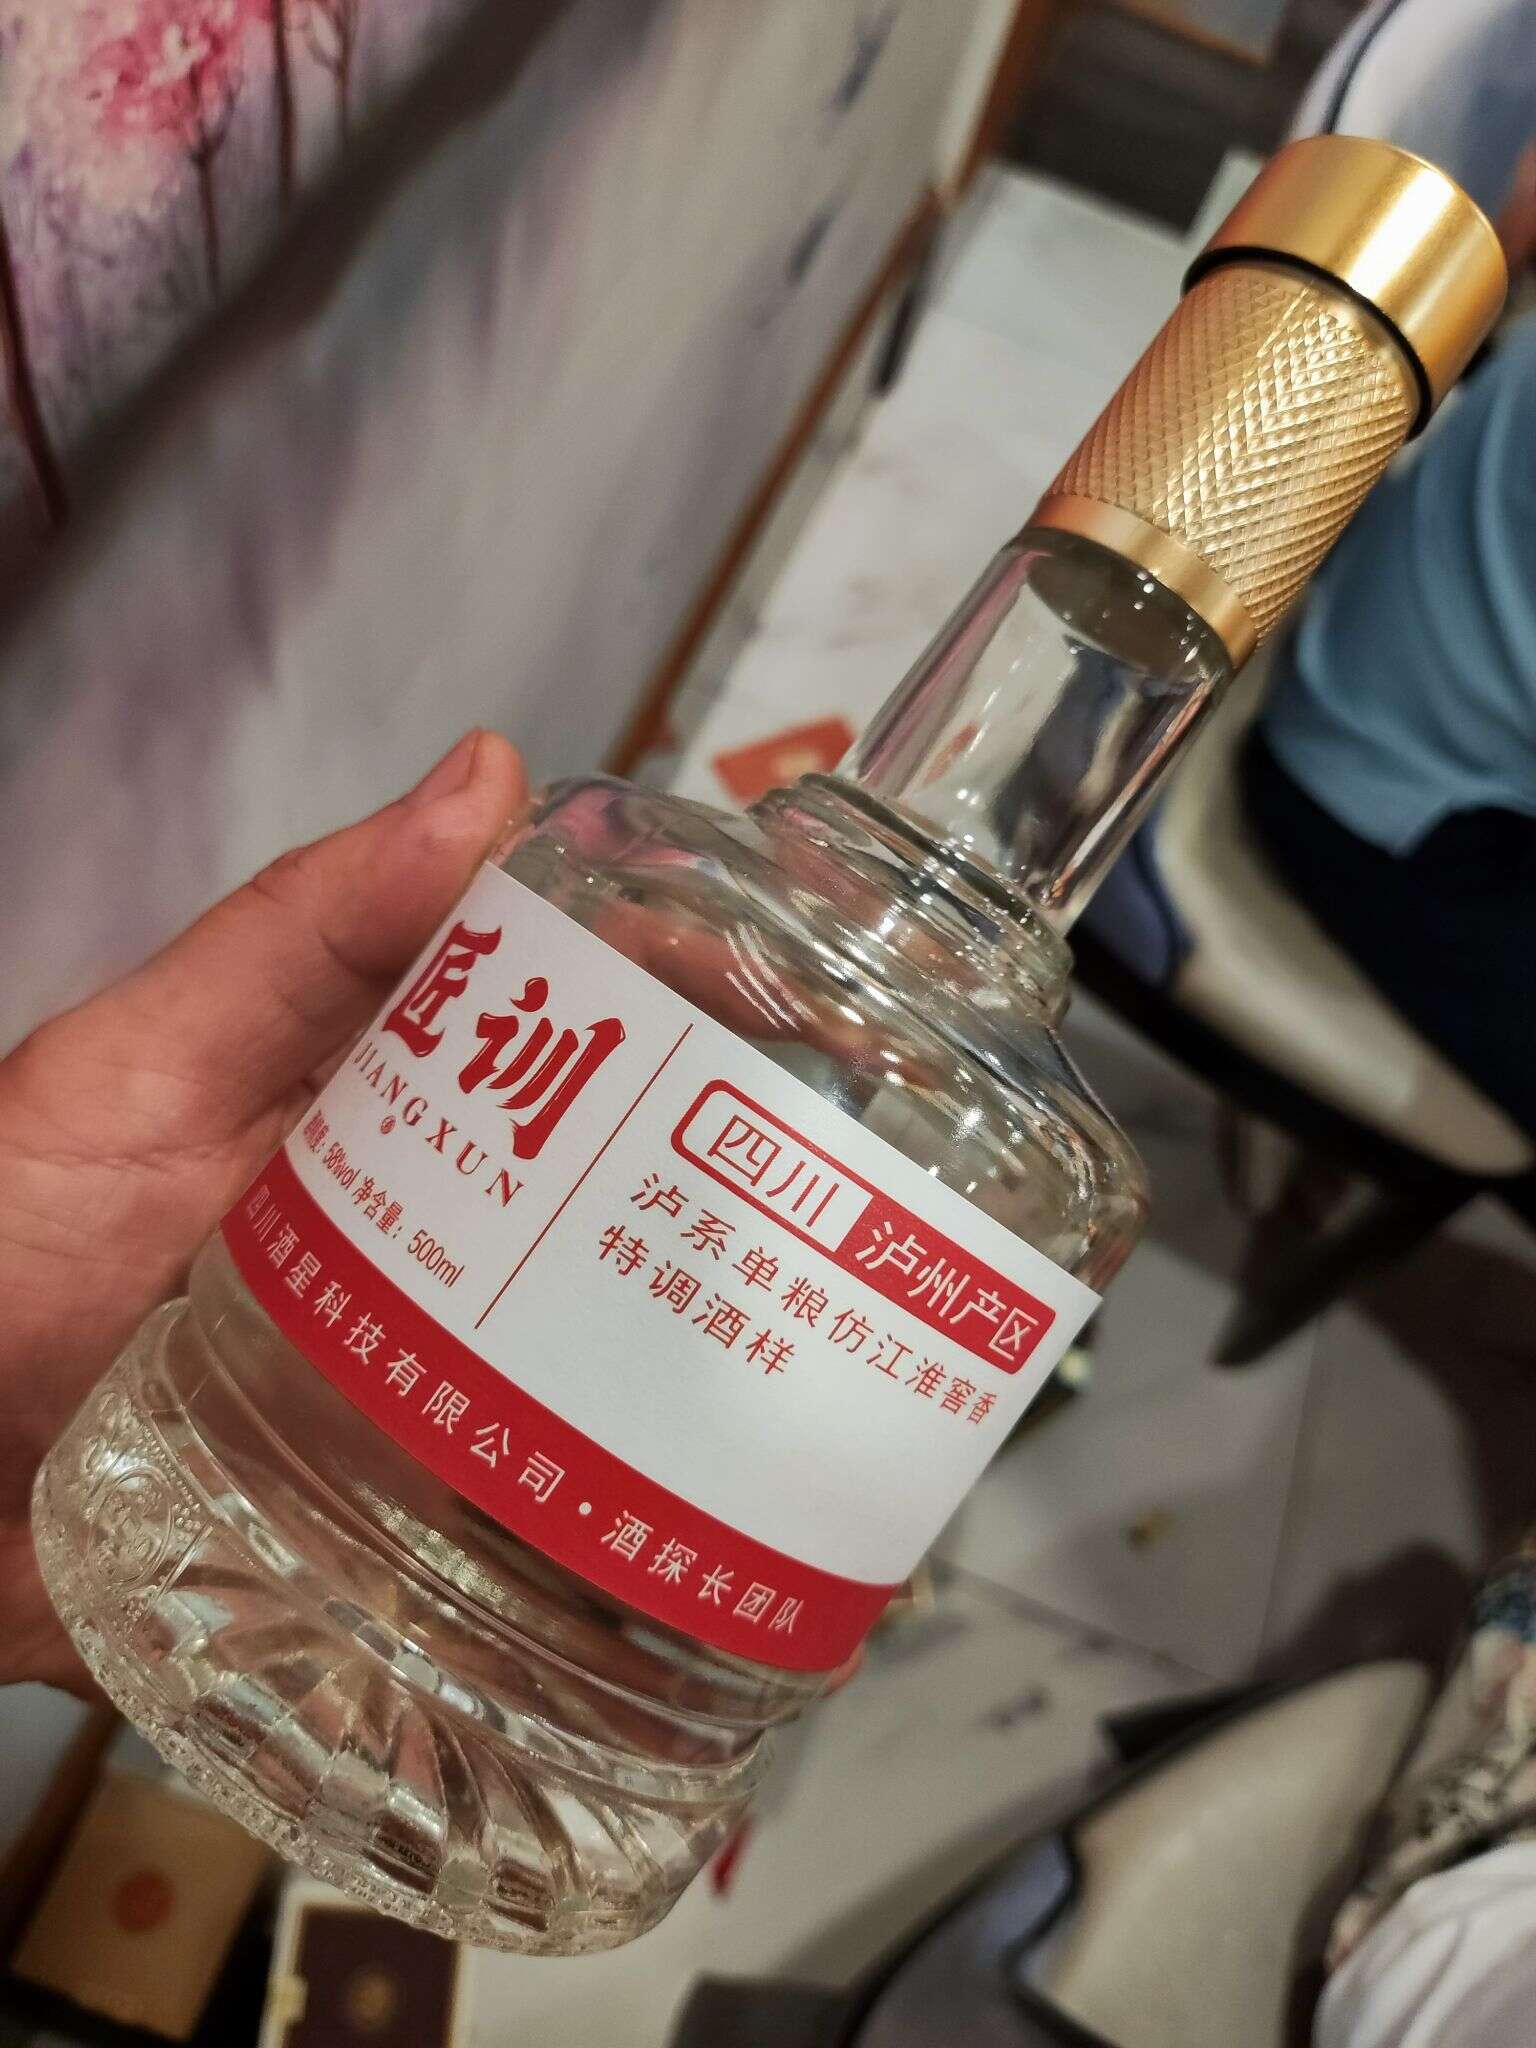 匠训
JIANGXUN
酒精度：58%vol 净含量：500ml
四川 泸州产区
泸系单粮仿江淮窖香
特调酒样
四川酒星科技有限公司·酒探长团队